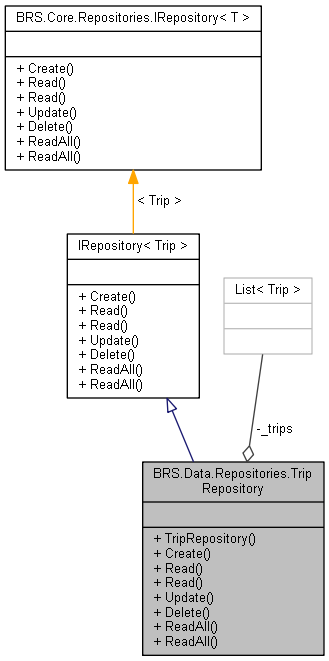 BRS.Core.Repositories.IRepository< T >
+ Create()
+ Read()
+ Read()
+ Update()
+ Delete()
+ ReadAll()
+ ReadAll()
< Trip >
IRepository< Trip >
+ Create()
+ Read()
+ Read()
+ Update()
+ Delete()
+ ReadAll()
+ ReadAll()
List< Trip >
-_trips
BRS.Data.Repositories.Trip
Repository
+ TripRepository()
+ Create()
+ Read()
+ Read()
+ Update()
+ Delete()
+ ReadAll()
+ ReadAll()